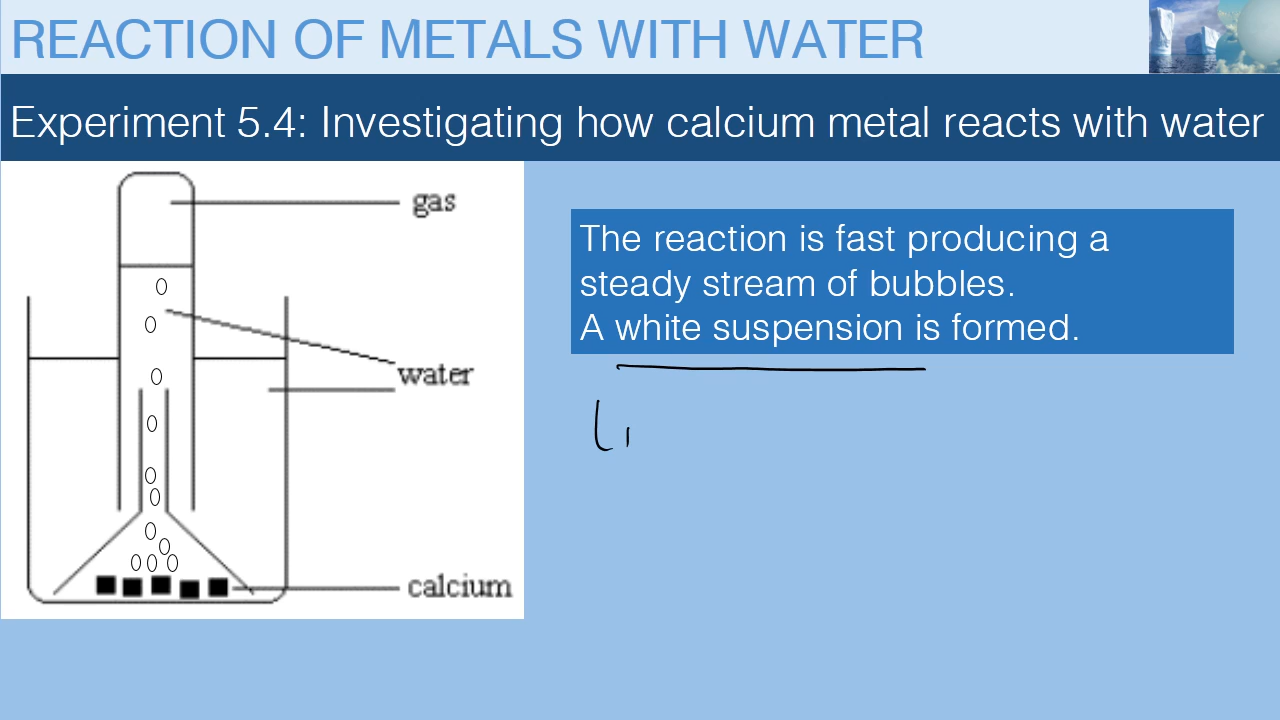 REACTION OF METALS WITH WATER
Experiment 5.4: Investigating how calcium metal reacts with water
gas
The reaction is fast producing a
steady stream of bubbles.
A white suspension is formed.
water
calcium